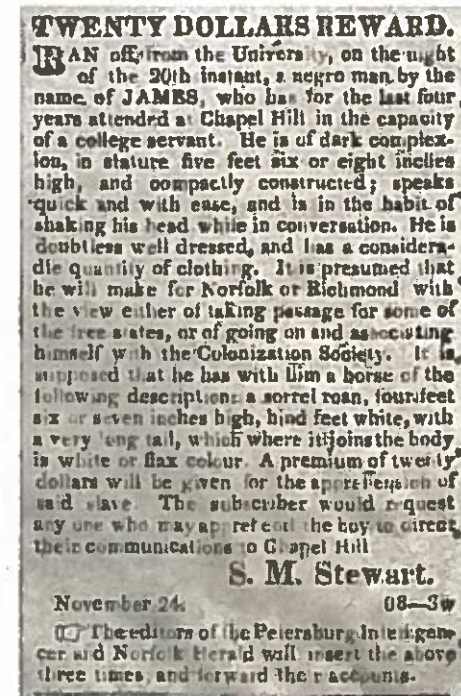 TWENTY DOLLARS REWARD.
RAN off from the University, on the night
of the 20th instant, a negro man by the
name of JAMES, who has for the last four
years attended at Chapel Hill in the capacity
of a college servant. He is of dark complex-
ion, in stature five feet six or eight inches
high, and compactly constructed; speaks
quick and with ease, and is in the habit of
shaking his head while in conversation. He is
doubtless well dressed, and has a considera-
ble quantity of clothing. It is presumed that
he will make for Norfolk or Richmond with
the view either of taking passage for some of
the free states, or of going on and associating
himself with the Colonization Society. It is
supposed that he has with him a horse of the
following description: a sorrel roan, four feet
six or seven inches high, hind feet white, with
a very long tail, which where it joins the body
is white or flax colour. A premium of twenty
dollars will be given for the apprehension of
said slave. The subscriber would request
any one who may apprehend the boy to direct
their communications to Chapel Hill
S. M. Stewart.
November 24. 08—3w
☞ The editors of the Petersburg Intelligen-
cer and Norfolk Herald will insert the above
three times, and forward their accounts.